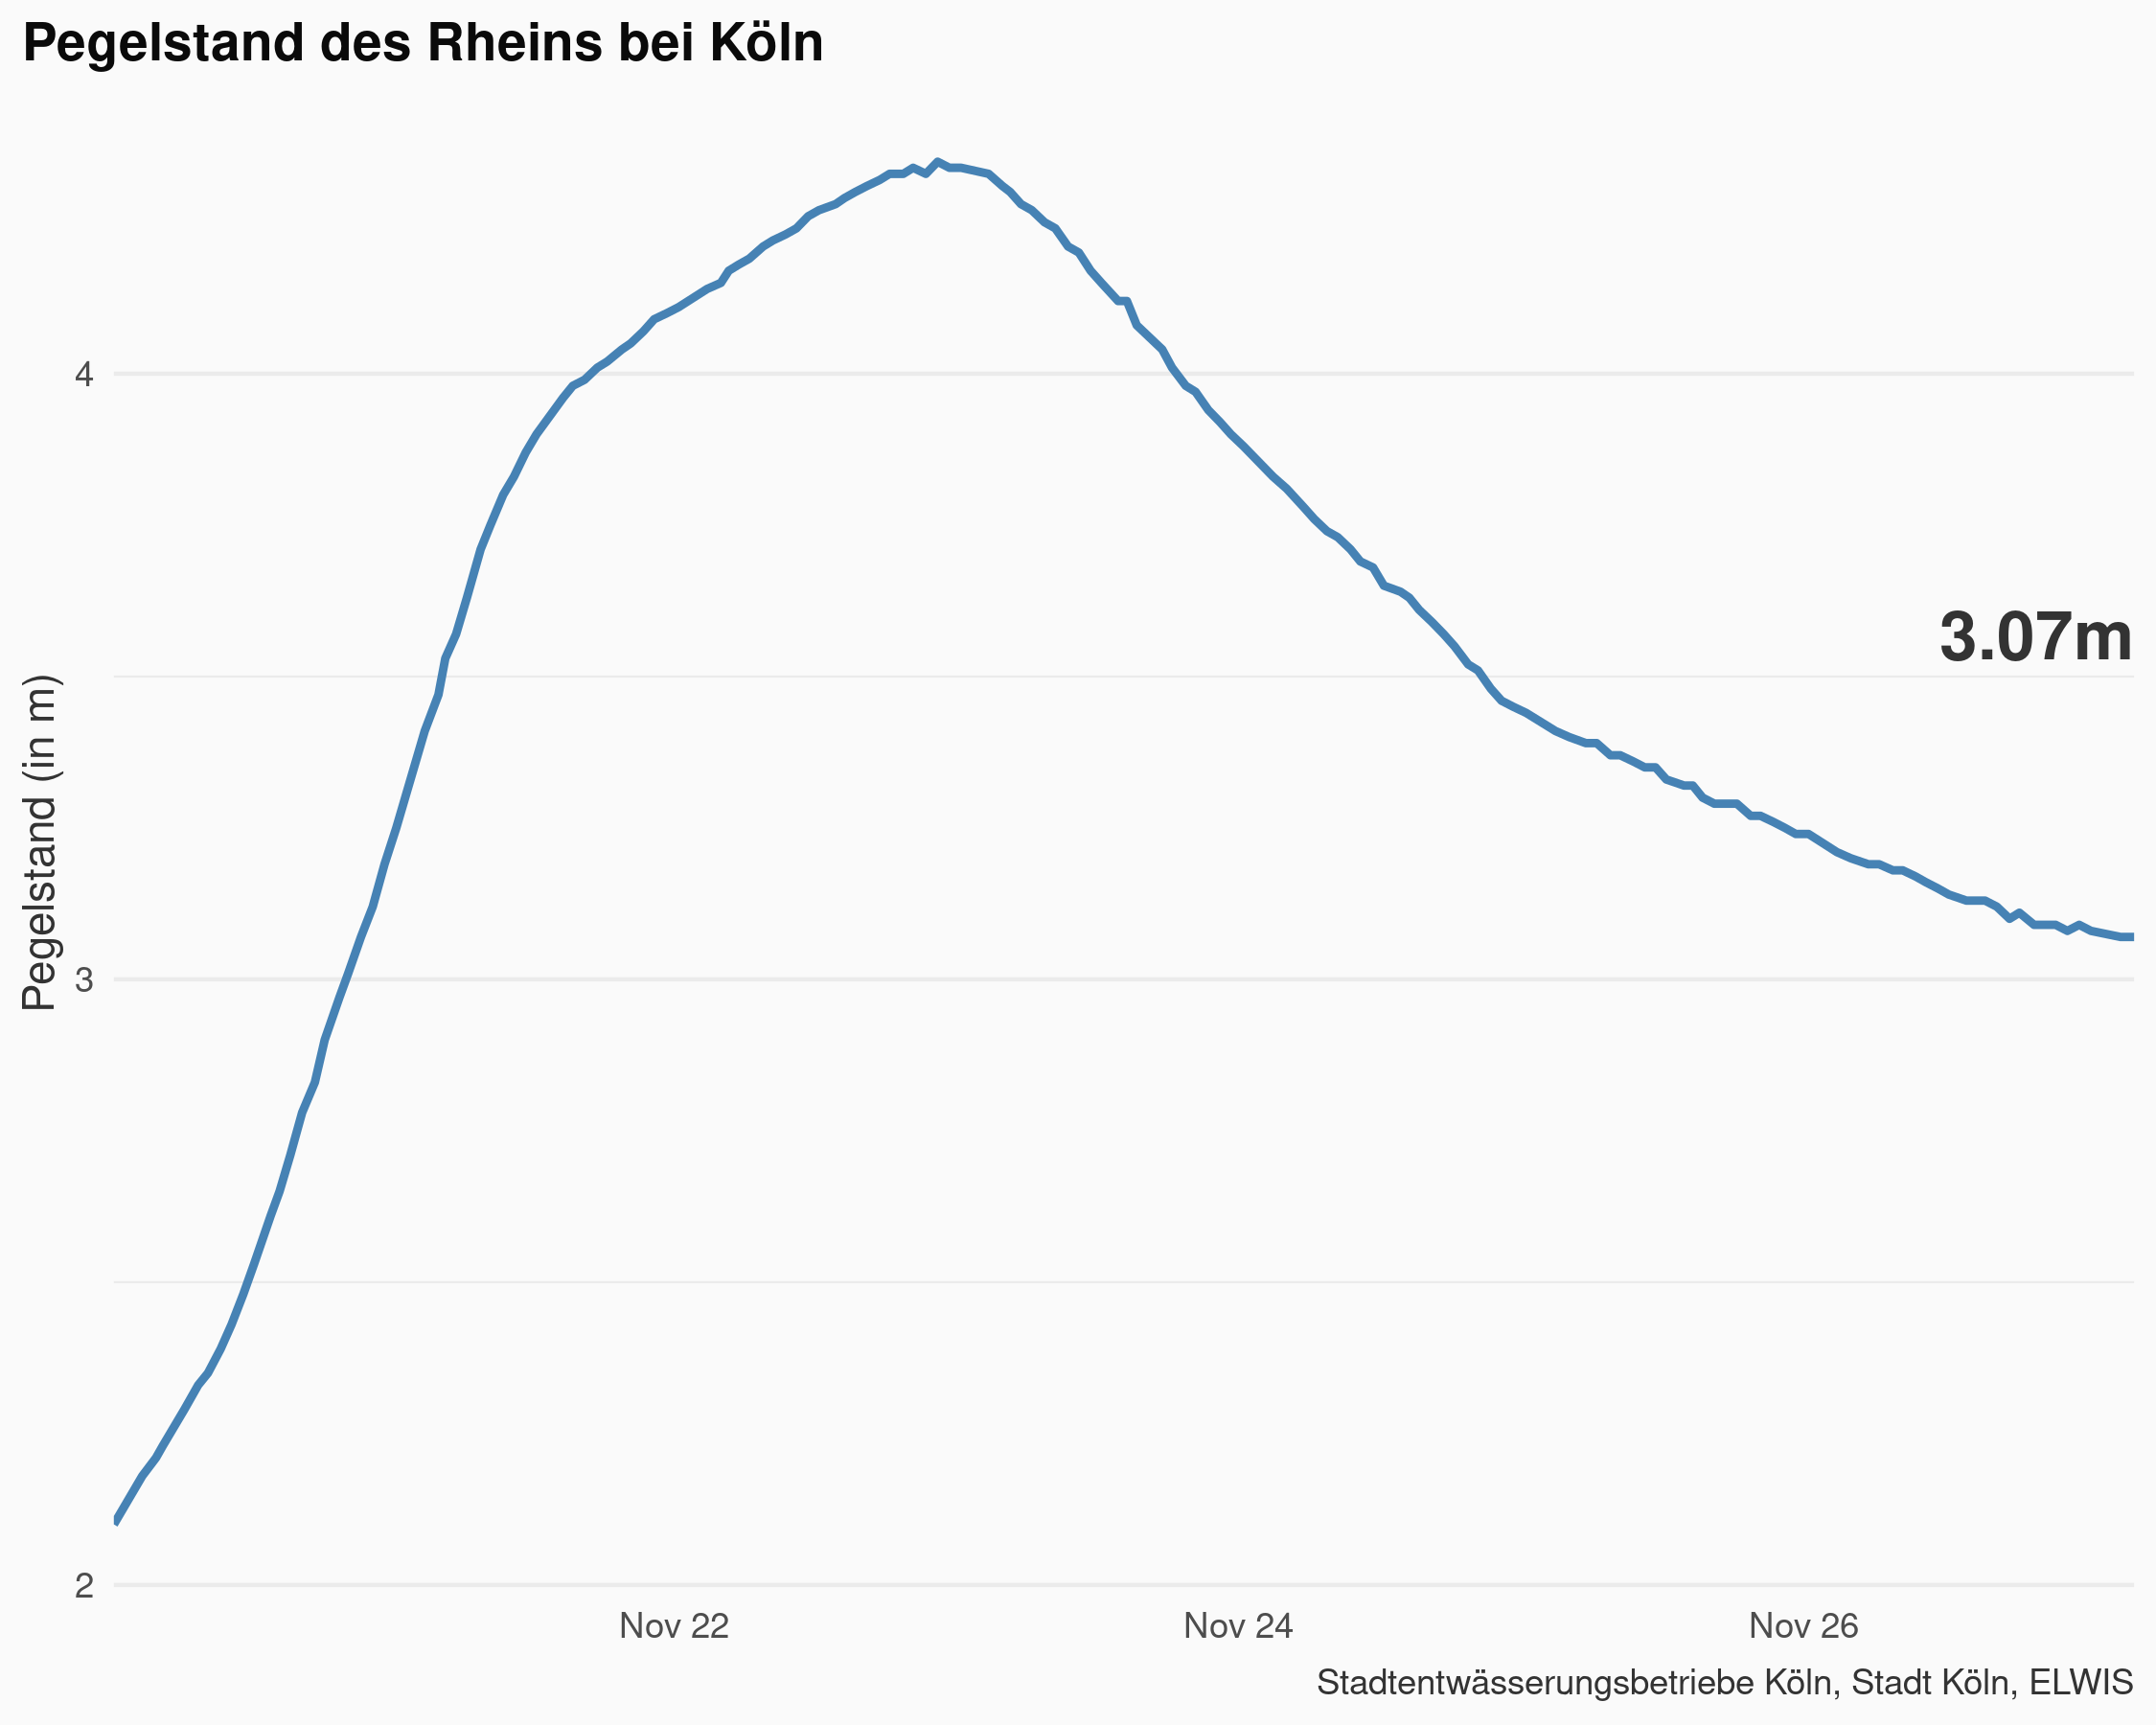 Pegelstand des Rheins bei Köln
Pegelstand (in m)
4
3
2
3.07m
Nov 22
Nov 24
Nov 26
Stadtentwässerungsbetriebe Köln, Stadt Köln, ELWIS